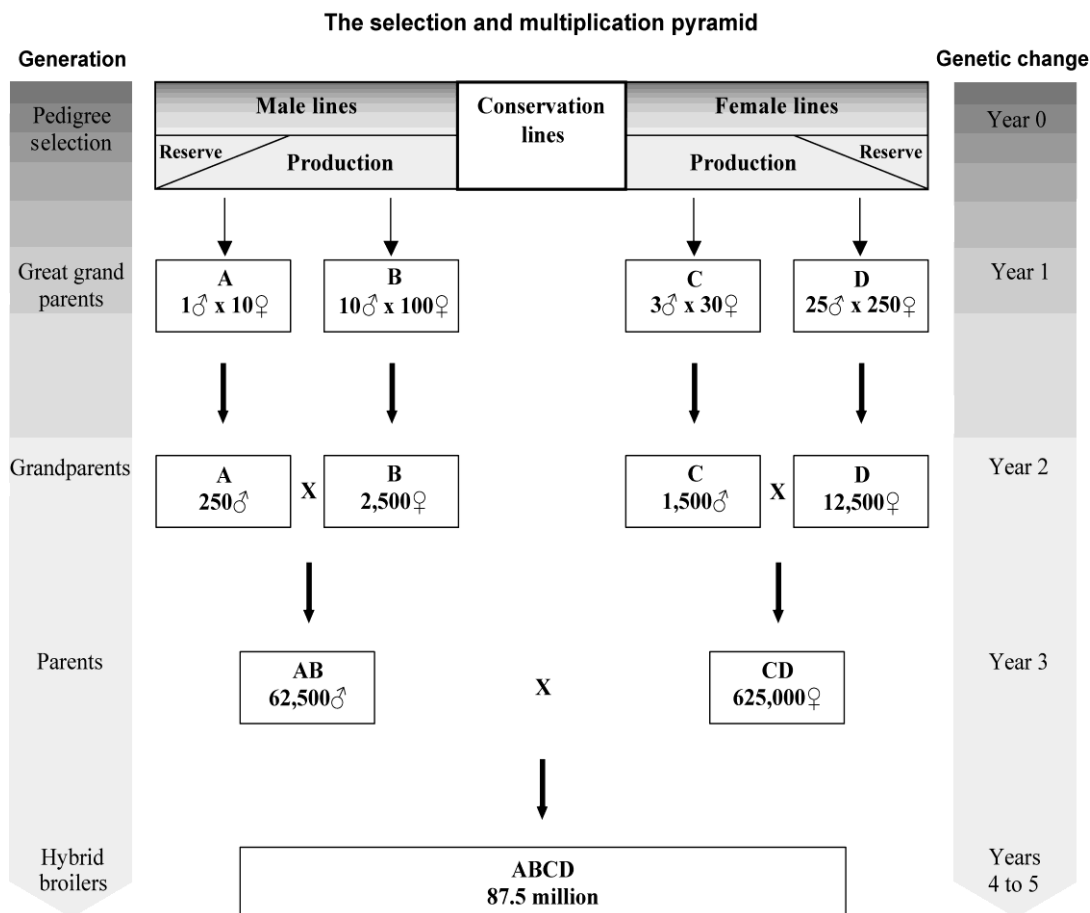 The selection and multiplication pyramid
Generation
Genetic change
Pedigree
selection
Male lines
Reserve
Production
Conservation
lines
Female lines
Production
Reserve
Year 0
Great grand
parents
A
1♂ x 10♀
B
10♂ x 100♀
C
3♂ x 30♀
D
25♂ x 250♀
Year 1
Grandparents
A
250♂
X
B
2,500♀
C
1,500♂
X
D
12,500♀
Year 2
Parents
AB
62,500♂
X
CD
625,000♀
Year 3
Hybrid
broilers
ABCD
87.5 million
Years
4 to 5